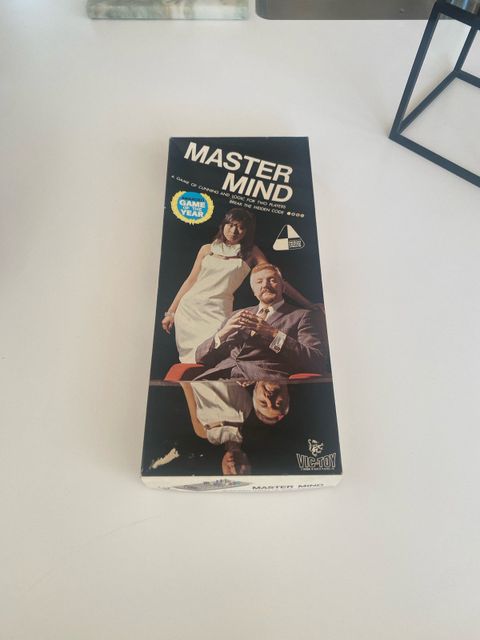 MASTER
MIND
A GAME OF CUNNING AND LOGIC FOR TWO PLAYERS
BREAK THE HIDDEN CODE
GAME
OF THE
YEAR
VIC-TOY
MASTER MIND